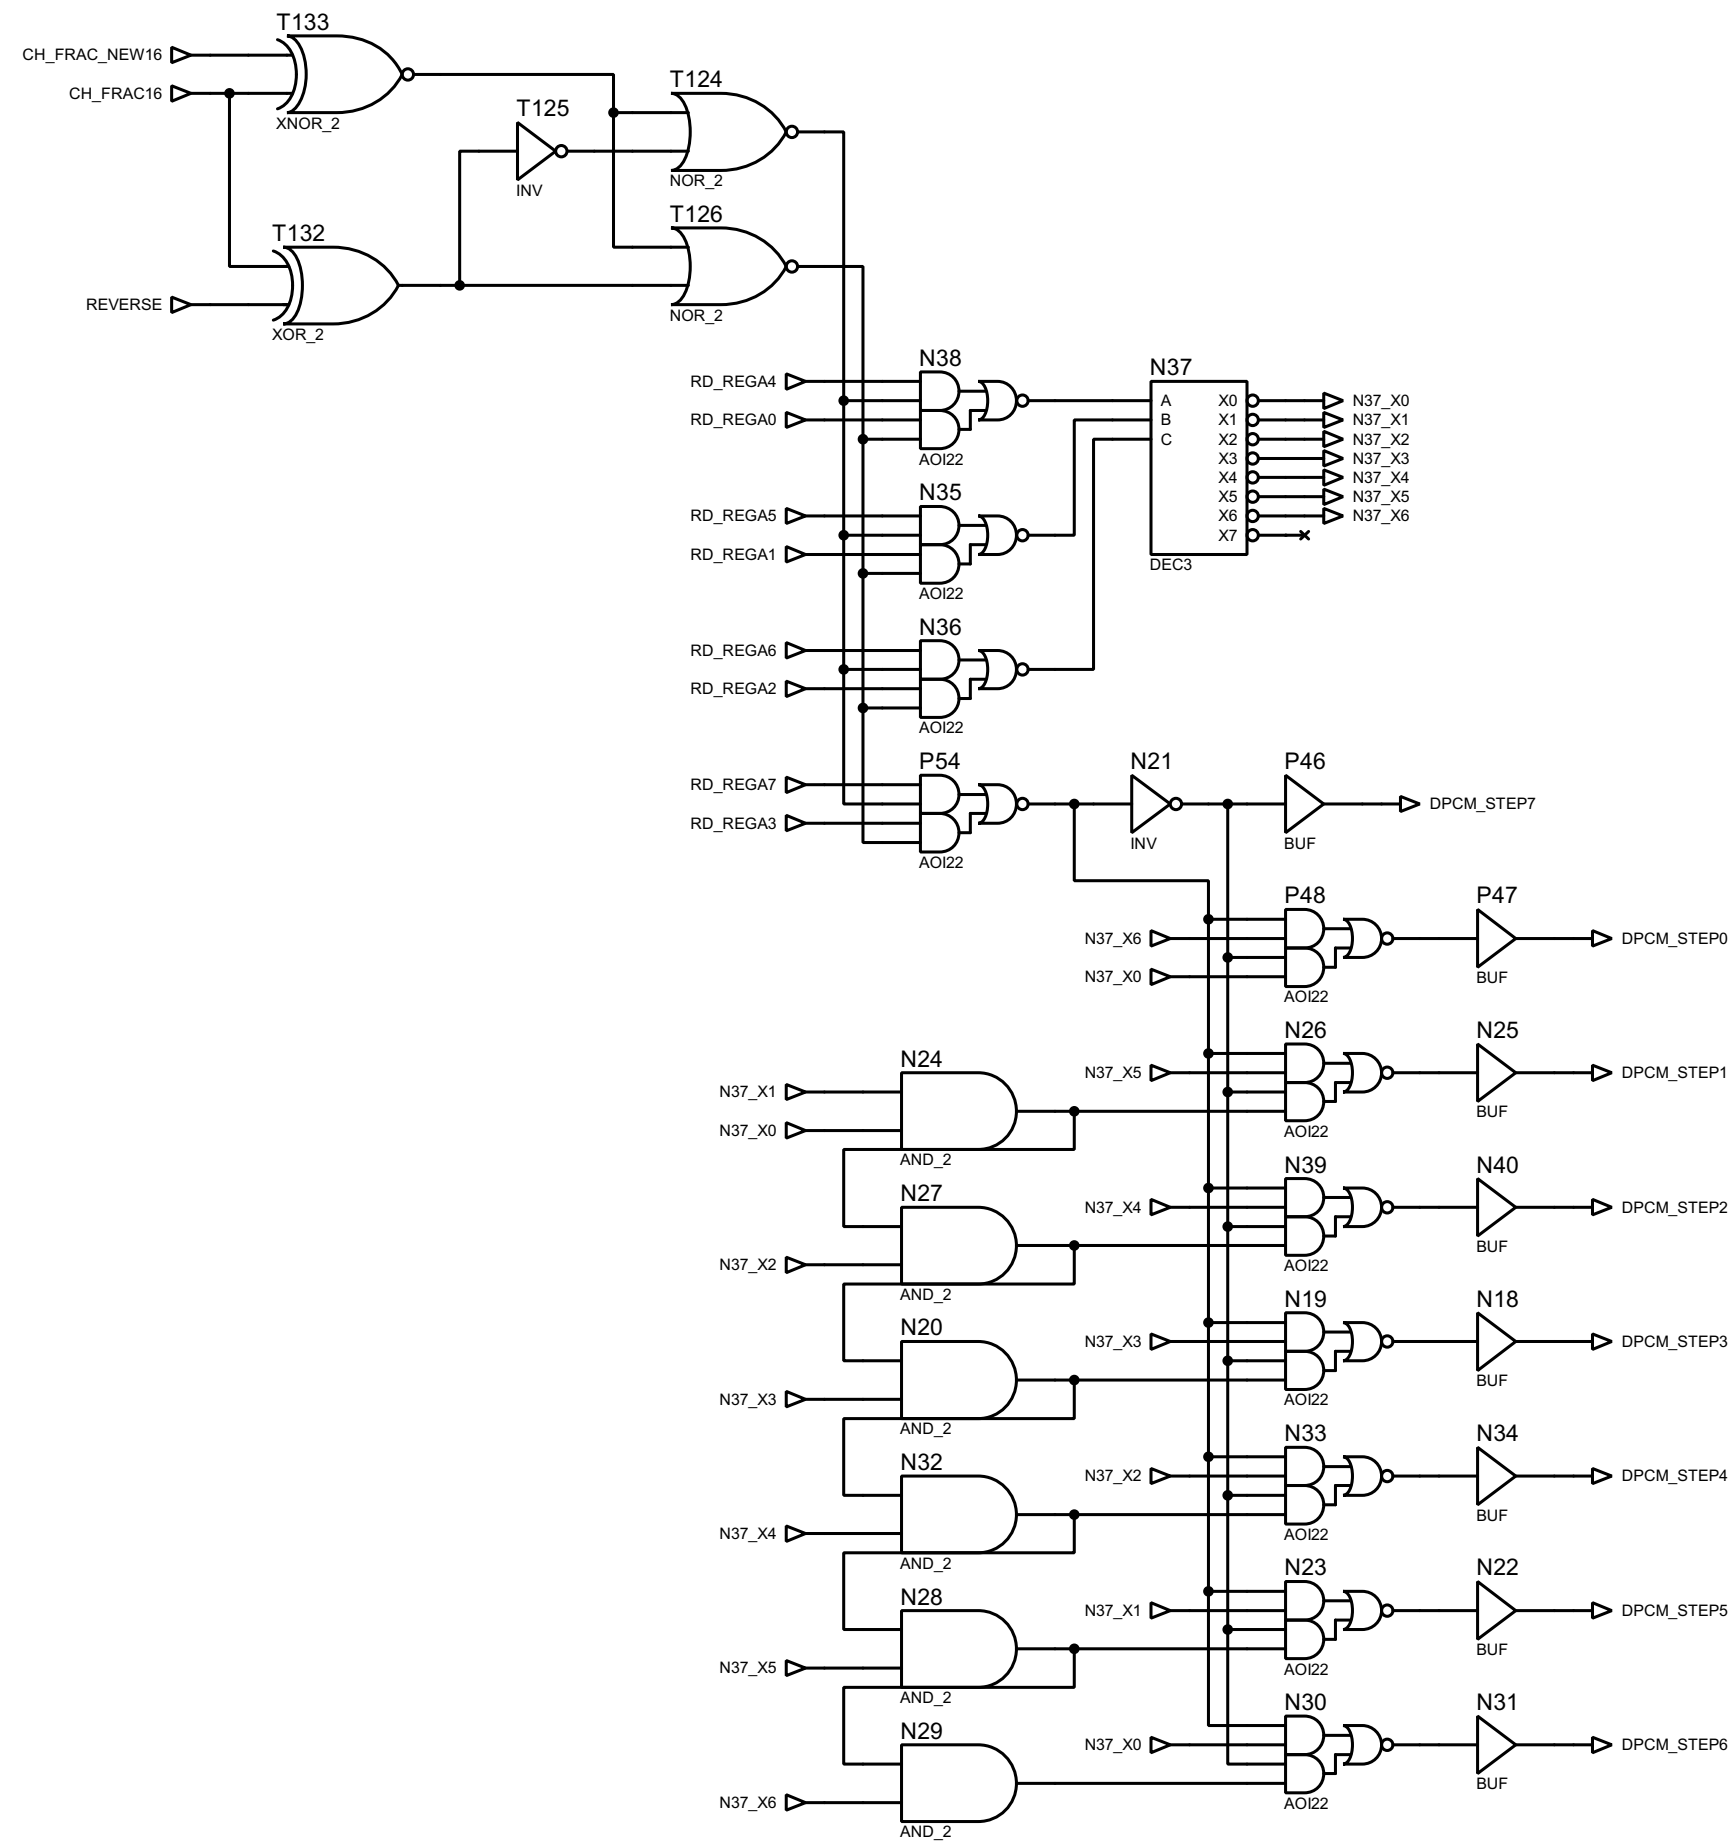 T133
CH_FRAC_NEW16
CH_FRAC16
XNOR_2
T124
T125
INV
NOR_2
T126
T132
REVERSE
XOR_2
NOR_2
N38
RD_REGA4
RD_REGA0
AOI22
N37
A X0 N37_X0
B X1 N37_X1
C X2 N37_X2
X3 N37_X3
X4 N37_X4
X5 N37_X5
X6 N37_X6
X7
DEC3
N35
RD_REGA5
RD_REGA1
AOI22
N36
RD_REGA6
RD_REGA2
AOI22
P54 N21 P46
RD_REGA7
RD_REGA3
DPCM_STEP7
AOI22 INV BUF
P48 P47
N37_X6 DPCM_STEP0
N37_X0
AOI22 BUF
N26 N25
N24
N37_X5 DPCM_STEP1
N37_X1
N37_X0
AOI22 BUF
AND_2
N39 N40
N27
N37_X4 DPCM_STEP2
N37_X2
AOI22 BUF
AND_2
N19 N18
N20
N37_X3 DPCM_STEP3
N37_X3
AOI22 BUF
AND_2
N33 N34
N32
N37_X2 DPCM_STEP4
N37_X4
AOI22 BUF
AND_2
N23 N22
N28
N37_X1 DPCM_STEP5
N37_X5
AOI22 BUF
AND_2
N30 N31
N29
N37_X0 DPCM_STEP6
N37_X6
AOI22 BUF
AND_2